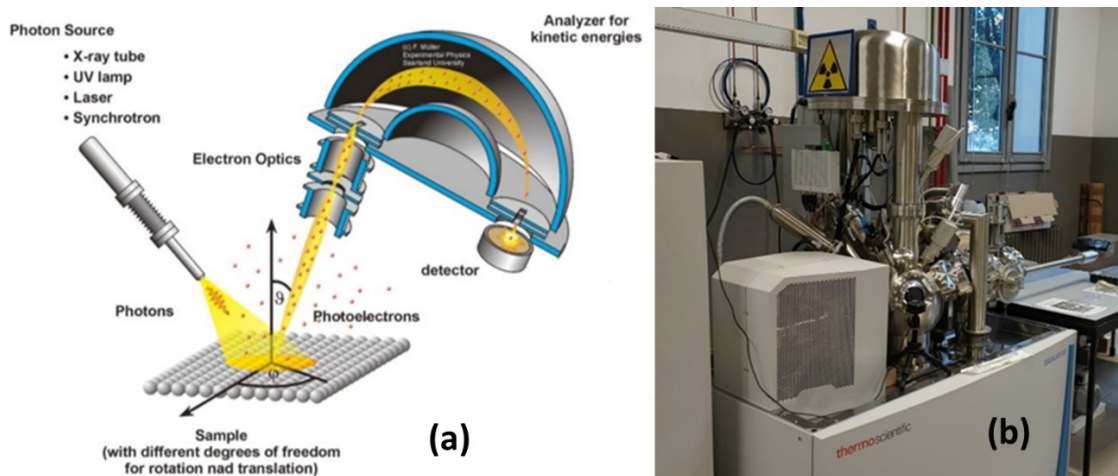 Photon Source
• X-ray tube
• UV lamp
• Laser
• Synchrotron
Analyzer for
kinetic energies
(c) F. Müller
Experimental Physics
Saarland University
Electron Optics
detector
ϑ
Photons
Photoelectrons
φ
Sample
(with different degrees of freedom
for rotation nad translation)
(a)
thermoscientific
(b)